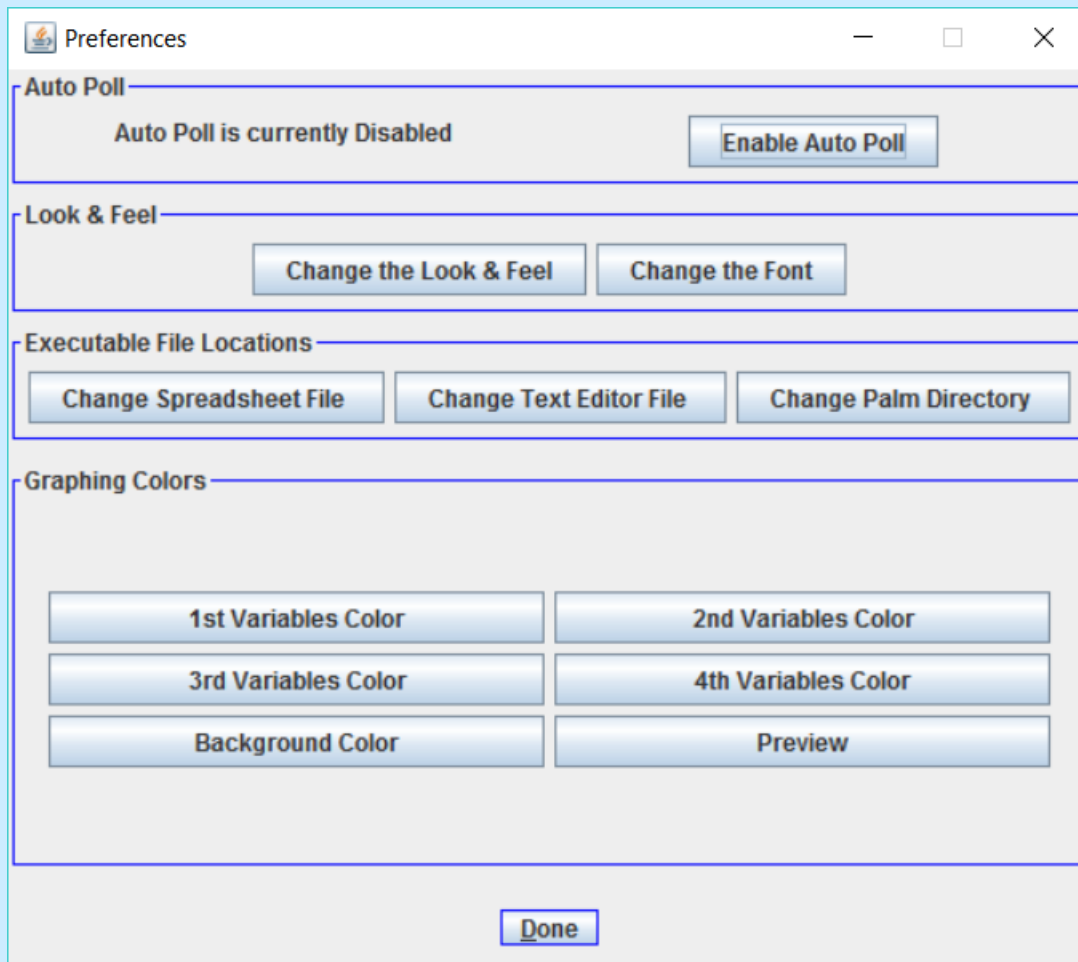 Preferences
Auto Poll
Auto Poll is currently Disabled
Enable Auto Poll
Look & Feel
Change the Look & Feel
Change the Font
Executable File Locations
Change Spreadsheet File
Change Text Editor File
Change Palm Directory
Graphing Colors
1st Variables Color
2nd Variables Color
3rd Variables Color
4th Variables Color
Background Color
Preview
Done